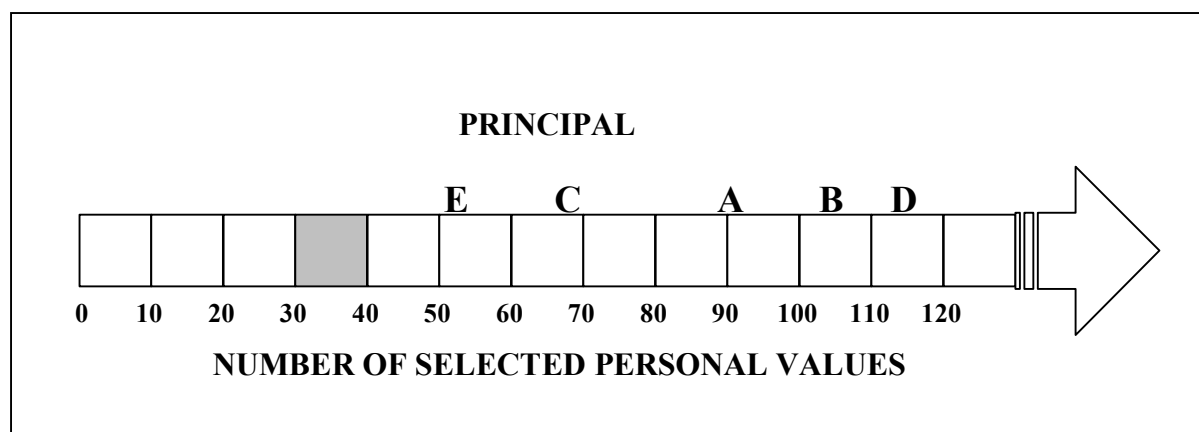 PRINCIPAL
E C A B D
0 10 20 30 40 50 60 70 80 90 100 110 120
NUMBER OF SELECTED PERSONAL VALUES